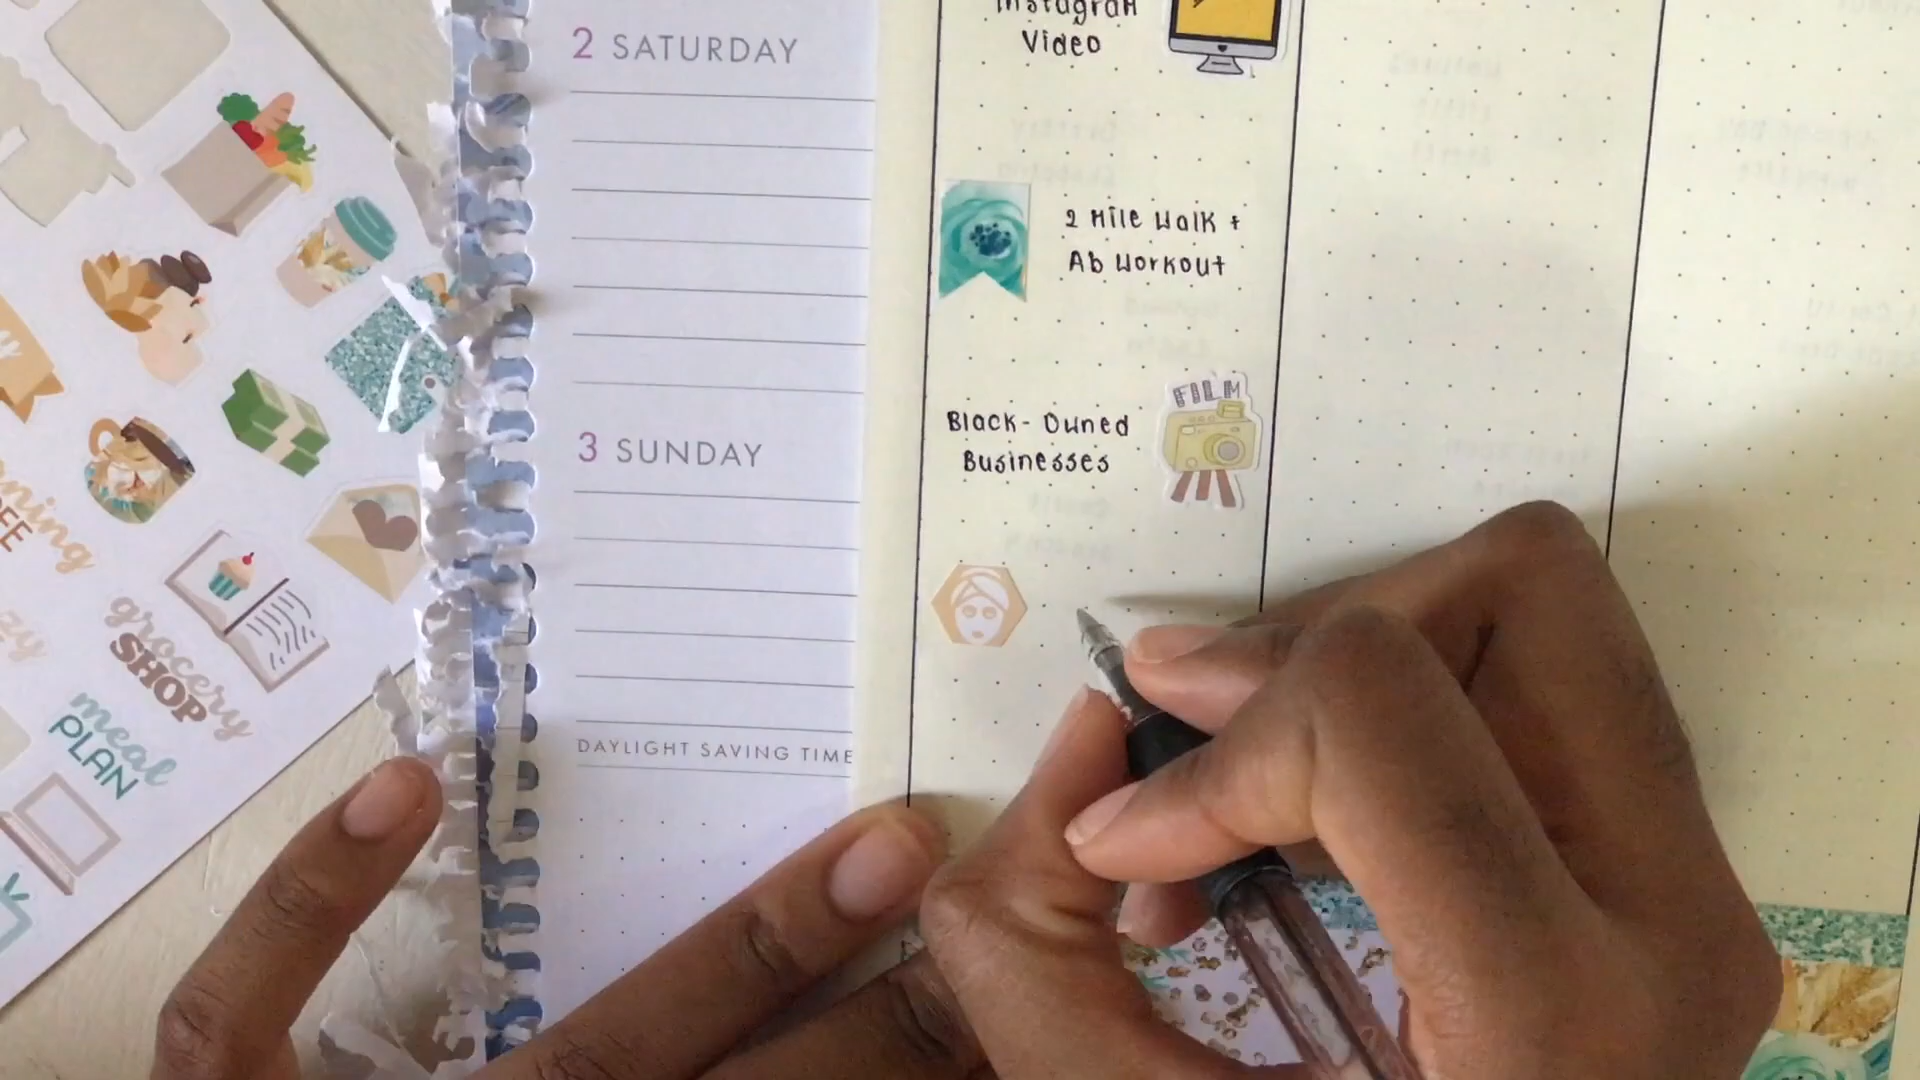 2 SATURDAY
3 SUNDAY
DAYLIGHT SAVING TIME
Instagram
Video
2 Mile Walk +
Ab Workout
FILM
Black-Owned
Businesses
grocery
SHOP
meal
PLAN